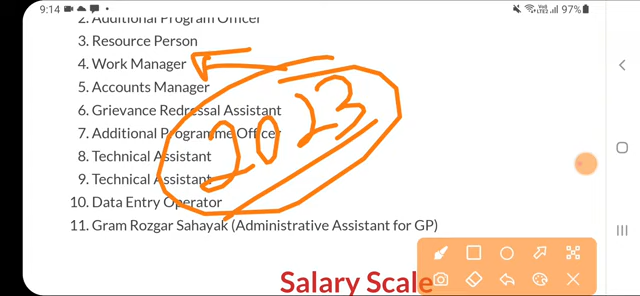 9:14 97%
2. Additional Program Officer
3. Resource Person
4. Work Manager
5. Accounts Manager
6. Grievance Redressal Assistant
7. Additional Programme Officer
8. Technical Assistant
9. Technical Assistant
10. Data Entry Operator
11. Gram Rozgar Sahayak (Administrative Assistant for GP)
2023
Salary Scale